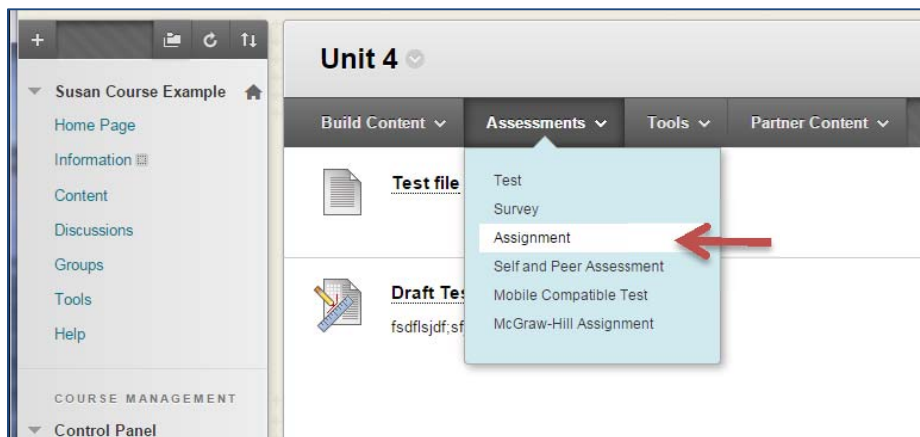 Susan Course Example
Home Page
Information
Content
Discussions
Groups
Tools
Help
COURSE MANAGEMENT
Control Panel
Unit 4
Build Content
Assessments
Tools
Partner Content
Test file
Draft Tes
fsdflsjdf;sf
Test
Survey
Assignment
Self and Peer Assessment
Mobile Compatible Test
McGraw-Hill Assignment